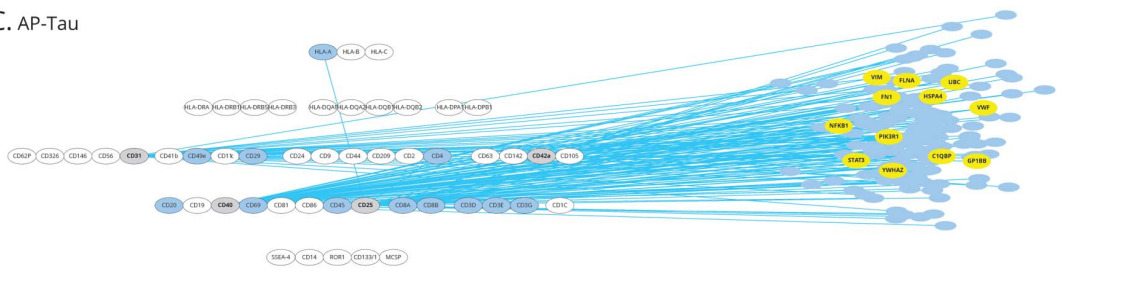 C. AP-Tau
HLA-A HLA-B HLA-C
HLA-DRA HLA-DRB1 HLA-DRB5 HLA-DRB3 HLA-DQA1 HLA-DQA2 HLA-DQB1 HLA-DQB2 HLA-DPA1 HLA-DPB1
CD62P CD326 CD146 CD56 CD31 CD41b CD49e CD11c CD29 CD24 CD9 CD44 CD209 CD2 CD4 CD63 CD142 CD42a CD105
CD20 CD19 CD40 CD69 CD81 CD86 CD45 CD25 CD8A CD8B CD3D CD3E CD3G CD1C
SSEA-4 CD14 ROR1 CD133/1 MCSP
VIM FLNA UBC
FN1 HSPA4
VWF
NFKB1
PIK3R1
STAT3 C1QBP GP1BB
YWHAZ